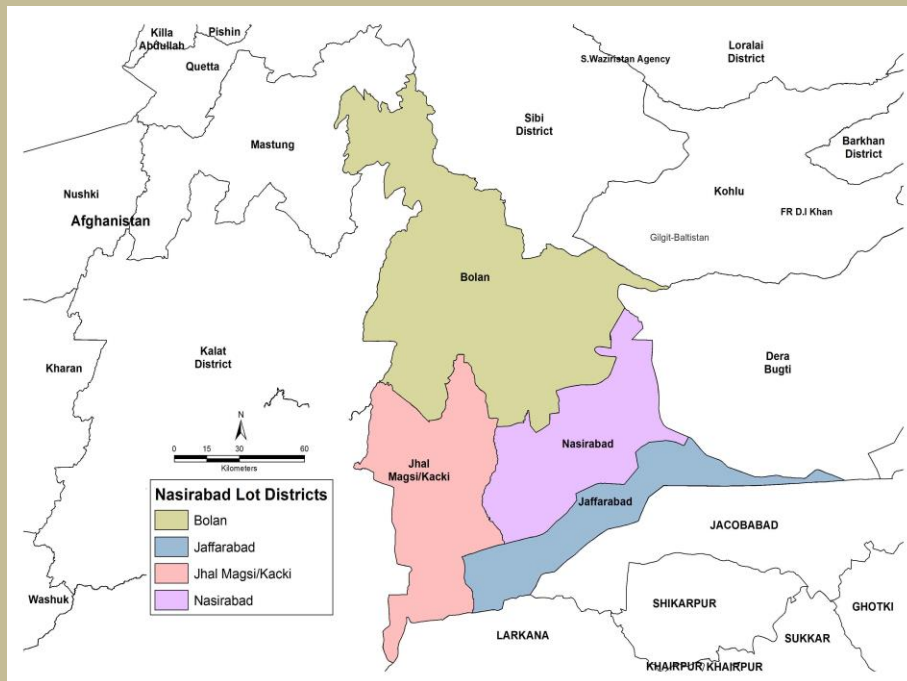 Killa
Abdullah
Pishin
Quetta
Loralai
District
S.Waziristan Agency
Sibi
District
Mastung
Barkhan
District
Kohlu
Nushki
Afghanistan
FR D.I Khan
Gilgit-Baltistan
Bolan
Kalat
District
Kharan
Dera
Bugti
N
0 15 30 60
Kilometers
Nasirabad
Jhal
Magsi/Kacki
Jaffarabad
Nasirabad Lot Districts
Bolan
Jaffarabad
Jhal Magsi/Kacki
Nasirabad
JACOBABAD
Washuk
SHIKARPUR
GHOTKI
LARKANA
SUKKAR
KHAIRPUR KHAIRPUR